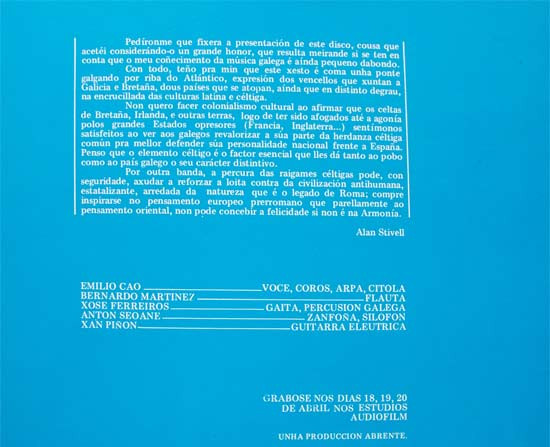 Pedíronme que fixera a presentación de este disco, cousa que
acetéi considerándo-o un grande honor, que resulta meirande si se ten en
conta que o meu coñecimento da música galega é aínda pequeno dabondo.
Con todo, teño pra min que este xesto é coma unha ponte
galgando por riba do Atlántico, expresión dos vencellos que xuntan a
Galicia e Bretaña, dous países que se atopan, aínda que en distinto degrau,
na encrucillada das culturas latina e céltiga.
Non quero facer colonialismo cultural ao afirmar que os celtas
de Bretaña, Irlanda, e outras terras, logo de ter sido afogados até a agonía
polos grandes Estados opresores (Francia, Inglaterra...) sentímonos
satisfeitos ao ver aos galegos revalorizar a súa parte da herdanza céltiga
común pra mellor defender súa personalidade nacional frente a España.
Penso que o elemento céltigo é o factor esencial que lles dá tanto ao pobo
como ao país galego o seu carácter distintivo.
Por outra banda, a percura das raigames céltigas pode, con
seguridade, axudar a reforzar a loita contra da civilización antihumana,
estatalizante, arredada da natureza que é o legado de Roma; compre
inspirarse no pensamento europeo prerromano que parellamente ao
pensamento oriental, non pode concebir a felicidade si non é na Armonía.
Alan Stivell
EMILIO CAO VOCE, COROS, ARPA, CITOLA
BERNARDO MARTINEZ FLAUTA
XOSE FERREIROS GAITA, PERCUSION GALEGA
ANTON SEOANE ZANFOÑA, SILOFON
XAN PIÑON GUITARRA ELEUTRICA
GRABOSE NOS DIAS 18, 19, 20
DE ABRIL NOS ESTUDIOS
AUDIOFILM
UNHA PRODUCCION ABRENTE.